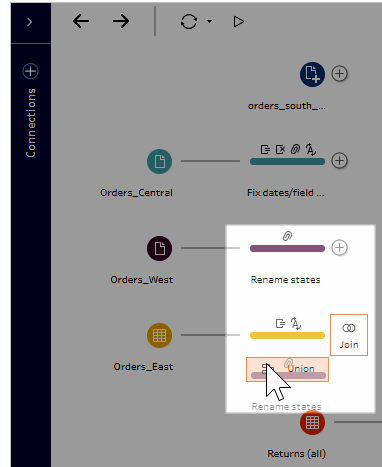 Connections
orders_south_...
Orders_Central
Fix dates/field ...
Orders_West
Rename states
Join
Orders_East
Union
Rename states
Returns (all)